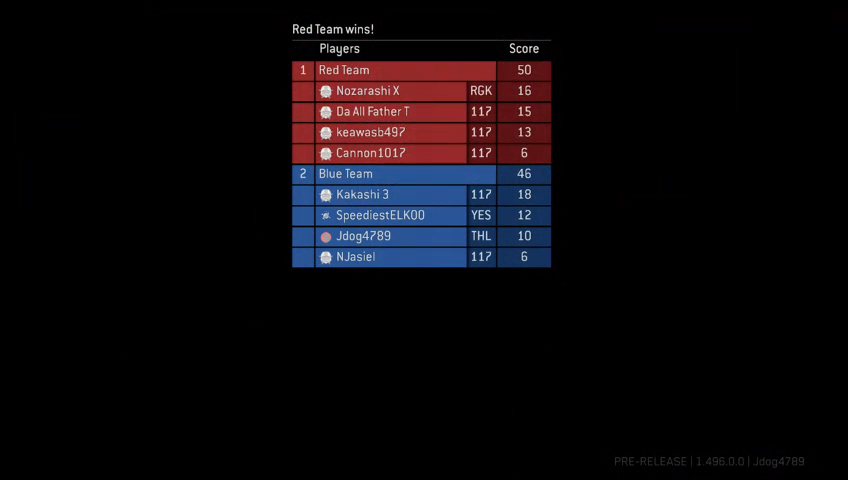 Red Team wins!
Players Score
1 Red Team 50
Nozarashi X RGK 16
Da All Father T 117 15
keawasb497 117 13
Cannon1017 117 6
2 Blue Team 46
Kakashi 3 117 18
SpeediestELK00 YES 12
Jdog4789 THL 10
NJasiel 117 6
PRE-RELEASE | 1.496.0.0 | Jdog4789